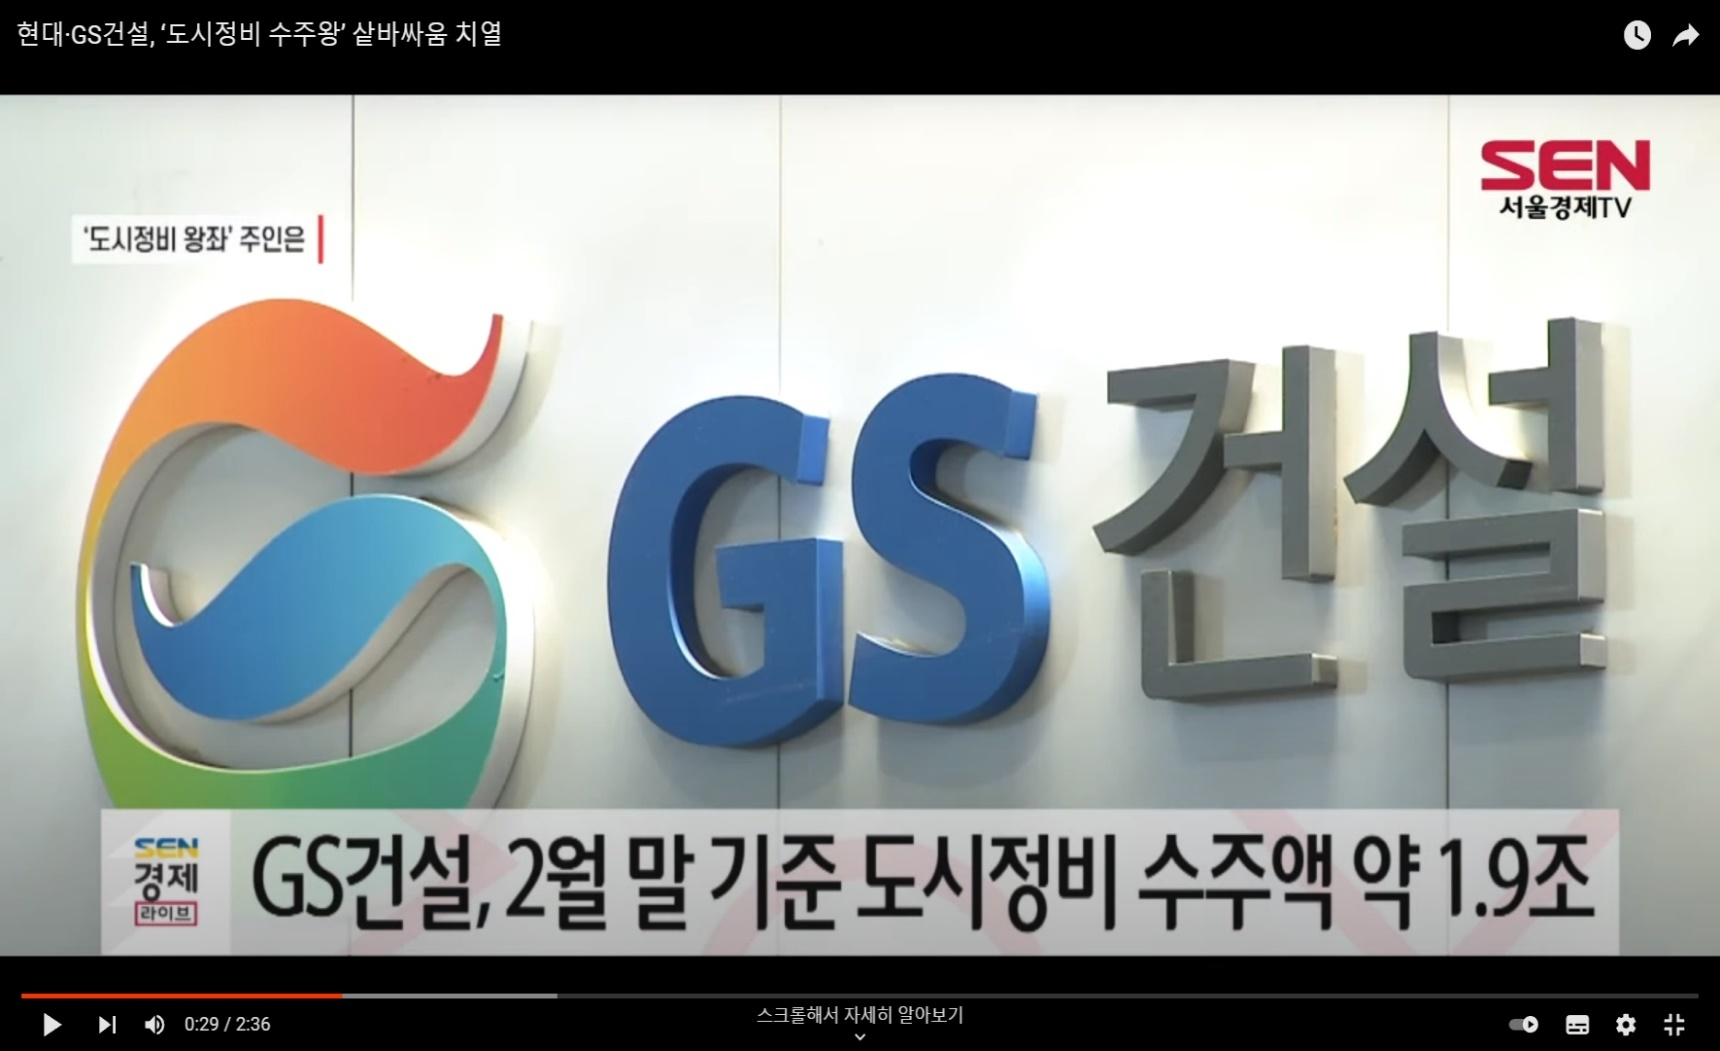 현대·GS건설, ‘도시정비 수주왕’ 샅바싸움 치열
SEN
서울경제TV
‘도시정비 왕좌’ 주인은
GS건설
SEN
경제
라이브
GS건설, 2월 말 기준 도시정비 수주액 약 1.9조
스크롤해서 자세히 알아보기
0:29 / 2:36